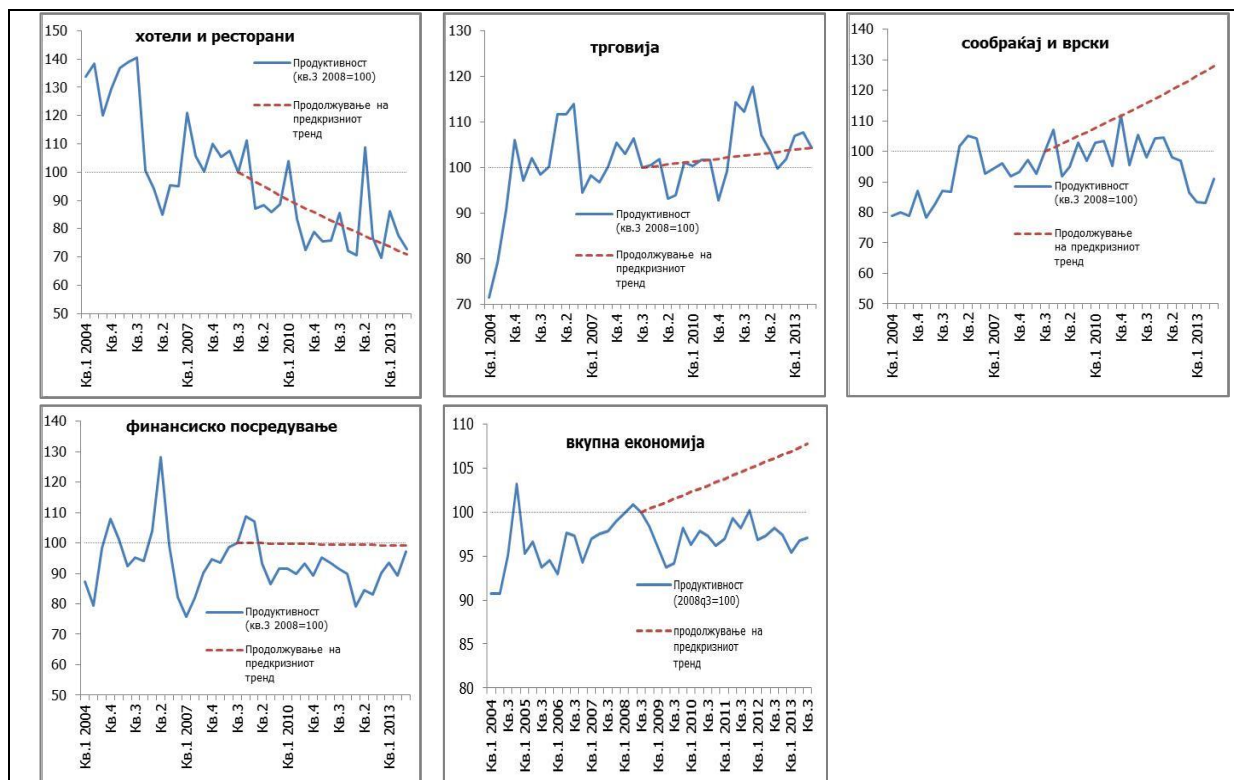 хотели и ресторани
150
140
130
120
110
100
90
80
70
60
50
Продуктивност
(кв.3 2008=100)
Продолжување на
предкризниот
тренд
Кв.1 2004
Кв.4
Кв.3
Кв.2
Кв.1 2007
Кв.4
Кв.3
Кв.2
Кв.1 2010
Кв.4
Кв.3
Кв.2
Кв.1 2013
трговија
130
120
110
100
90
80
70
Продуктивност
(кв.3 2008=100)
Продолжување на
предкризниот
тренд
Кв.1 2004
Кв.4
Кв.3
Кв.2
Кв.1 2007
Кв.4
Кв.3
Кв.2
Кв.1 2010
Кв.4
Кв.3
Кв.2
Кв.1 2013
сообраќај и врски
140
130
120
110
100
90
80
70
60
50
Продуктивност
(кв.3 2008=100)
Продолжување
на предкризниот
тренд
Кв.1 2004
Кв.4
Кв.3
Кв.2
Кв.1 2007
Кв.4
Кв.3
Кв.2
Кв.1 2010
Кв.4
Кв.3
Кв.2
Кв.1 2013
финансиско посредување
140
130
120
110
100
90
80
70
60
50
Продуктивност
(кв.3 2008=100)
Продолжување на
предкризниот
тренд
Кв.1 2004
Кв.4
Кв.3
Кв.2
Кв.1 2007
Кв.4
Кв.3
Кв.2
Кв.1 2010
Кв.4
Кв.3
Кв.2
Кв.1 2013
вкупна економија
110
105
100
95
90
85
80
Продуктивност
(2008q3=100)
продолжување на
предкризниот
тренд
Кв.1 2004
Кв.3
Кв.1 2005
Кв.3
Кв.1 2006
Кв.3
Кв.1 2007
Кв.3
Кв.1 2008
Кв.3
Кв.1 2009
Кв.3
Кв.1 2010
Кв.3
Кв.1 2011
Кв.3
Кв.1 2012
Кв.3
Кв.1 2013
Кв.3